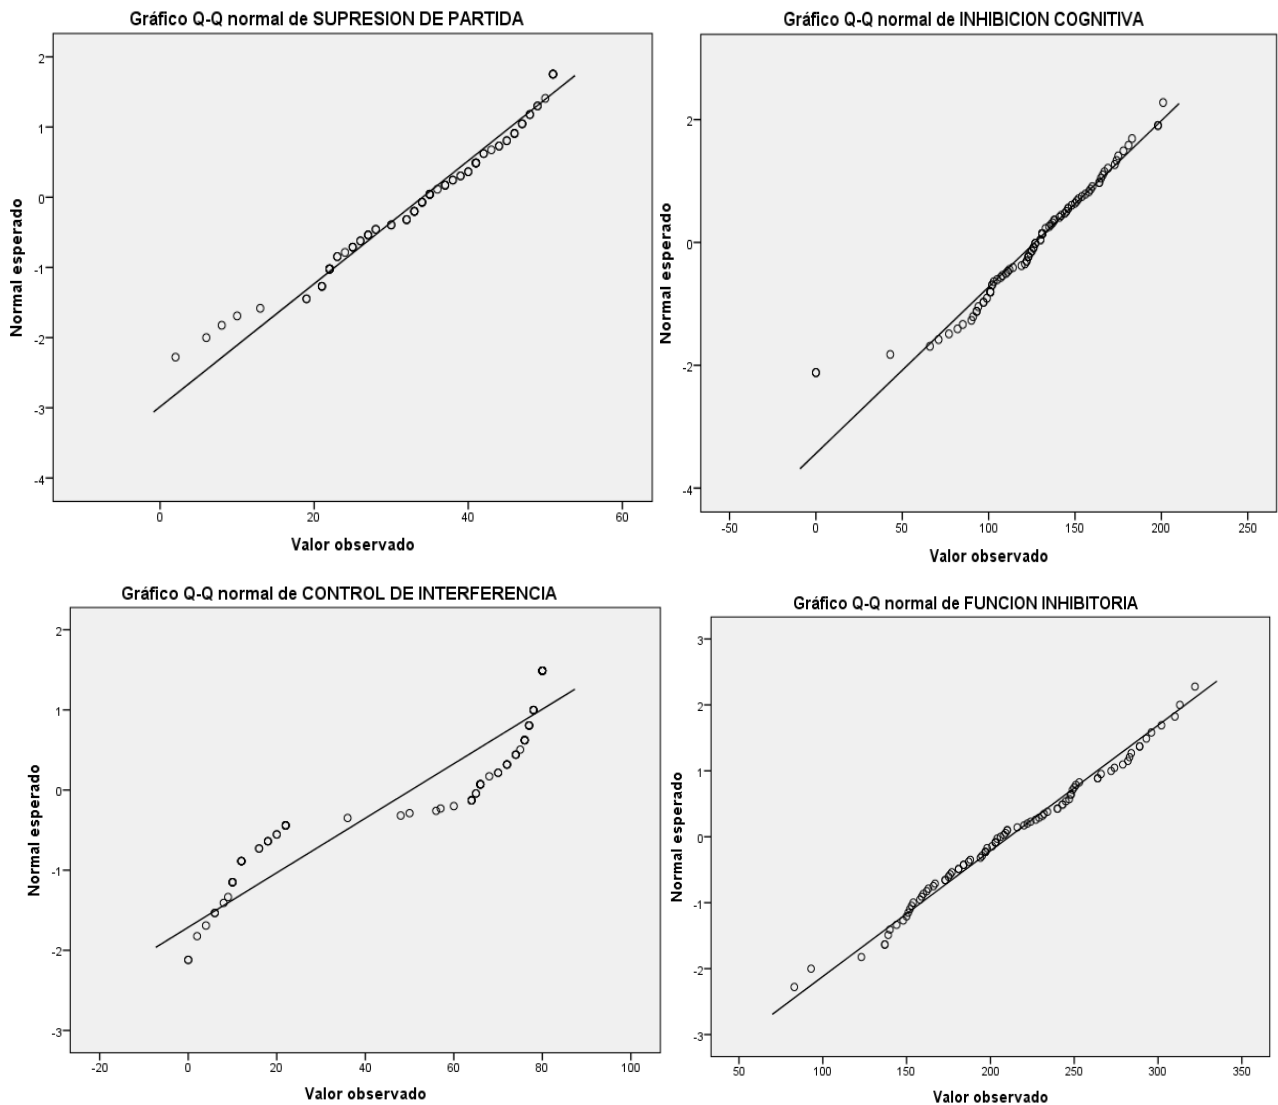 Gráfico Q-Q normal de SUPRESION DE PARTIDA
Normal esperado
2
1
0
-1
-2
-3
-4
0 20 40 60
Valor observado
Gráfico Q-Q normal de INHIBICION COGNITIVA
Normal esperado
2
0
-2
-4
-50 0 50 100 150 200 250
Valor observado
Gráfico Q-Q normal de CONTROL DE INTERFERENCIA
Normal esperado
2
1
0
-1
-2
-3
-20 0 20 40 60 80 100
Valor observado
Gráfico Q-Q normal de FUNCION INHIBITORIA
Normal esperado
3
2
1
0
-1
-2
-3
50 100 150 200 250 300 350
Valor observado